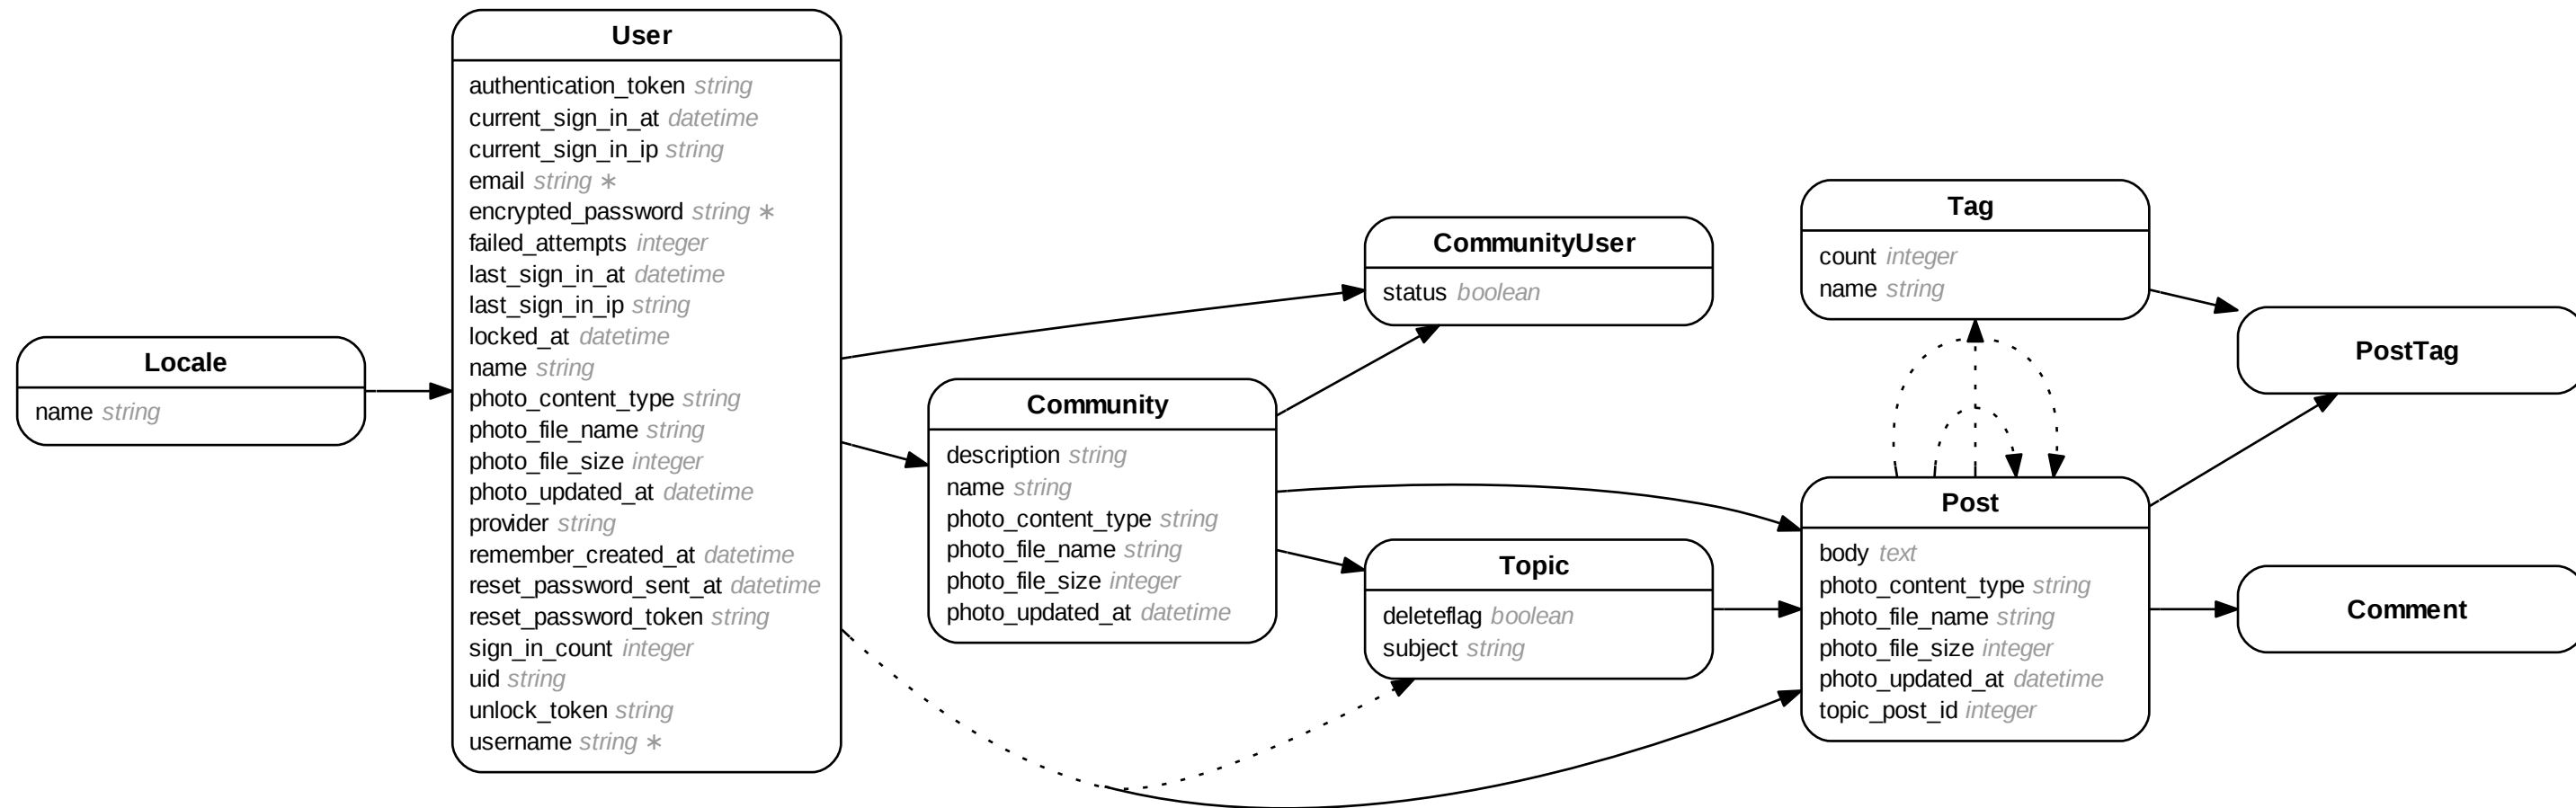 Locale
name string
User
authentication_token string
current_sign_in_at datetime
current_sign_in_ip string
email string ∗
encrypted_password string ∗
failed_attempts integer
last_sign_in_at datetime
last_sign_in_ip string
locked_at datetime
name string
photo_content_type string
photo_file_name string
photo_file_size integer
photo_updated_at datetime
provider string
remember_created_at datetime
reset_password_sent_at datetime
reset_password_token string
sign_in_count integer
uid string
unlock_token string
username string ∗
Community
description string
name string
photo_content_type string
photo_file_name string
photo_file_size integer
photo_updated_at datetime
CommunityUser
status boolean
Topic
deleteflag boolean
subject string
Tag
count integer
name string
Post
body text
photo_content_type string
photo_file_name string
photo_file_size integer
photo_updated_at datetime
topic_post_id integer
PostTag
Comment